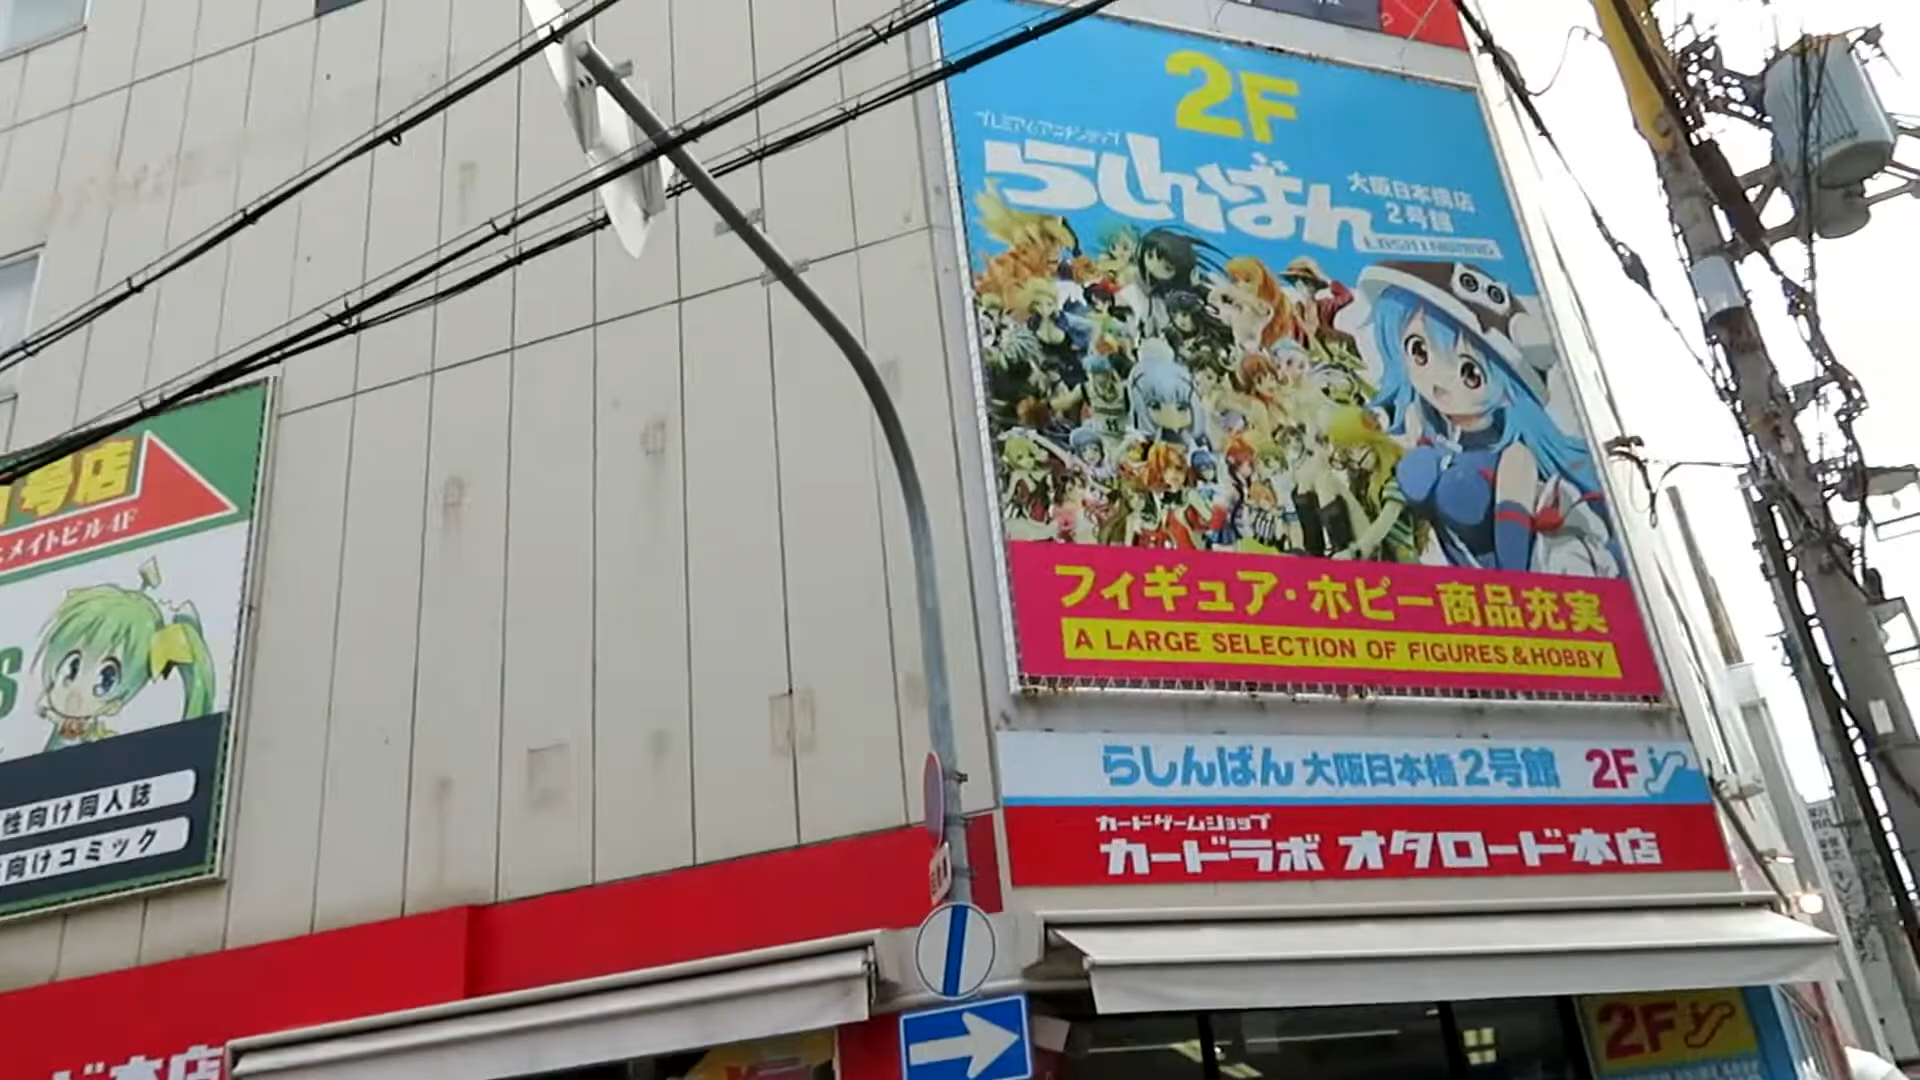 2F
プレミアムアニメショップ
らしんばん
大阪日本橋店
2号館
LASHINBANG
フィギュア・ホビー商品充実
A LARGE SELECTION OF FIGURES & HOBBY
らしんばん 大阪日本橋2号館 2F
カードゲームショップ
カードラボ オタロード本店
号店
メイトビル4F
S
性向け同人誌
向けコミック
ド本店
2F